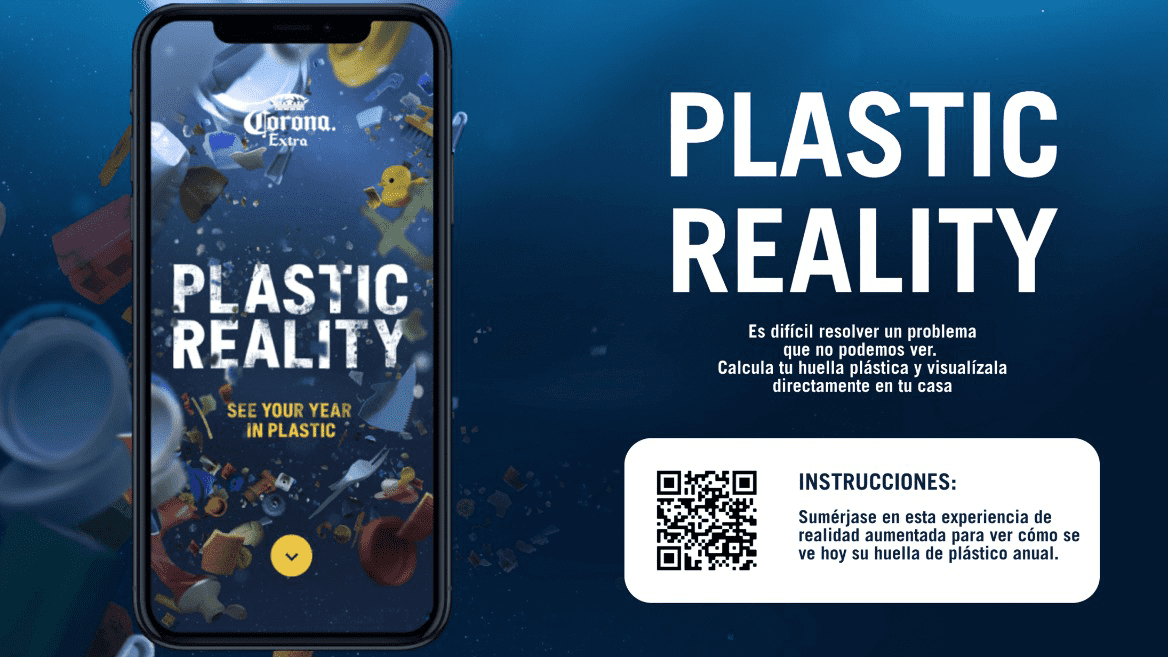 Corona.
Extra
PLASTIC
REALITY
SEE YOUR YEAR
IN PLASTIC
PLASTIC
REALITY
Es difícil resolver un problema
que no podemos ver.
Calcula tu huella plástica y visualízala
directamente en tu casa
INSTRUCCIONES:
Sumérjase en esta experiencia de
realidad aumentada para ver cómo se
ve hoy su huella de plástico anual.